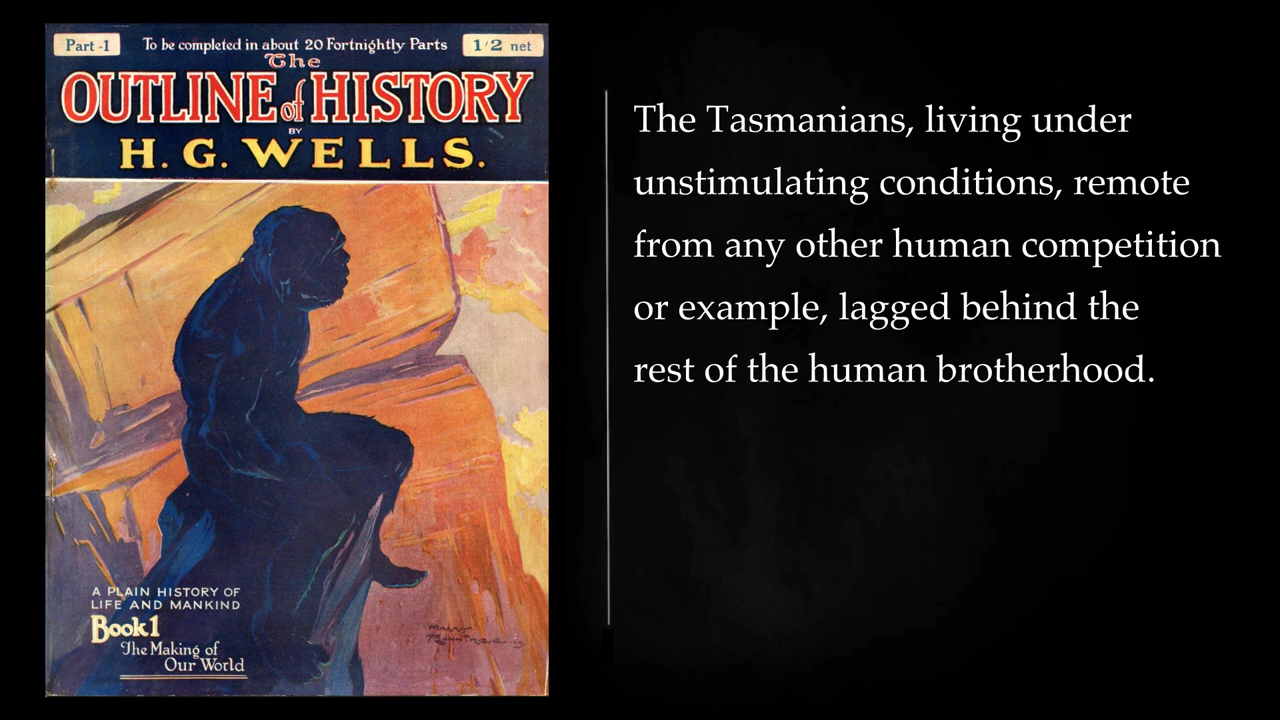 Part -1
To be completed in about 20 Fortnightly Parts
1/2 net
The
OUTLINE of HISTORY
BY
H. G. WELLS.
A PLAIN HISTORY OF
LIFE AND MANKIND
Book 1
The Making of
Our World
The Tasmanians, living under
unstimulating conditions, remote
from any other human competition
or example, lagged behind the
rest of the human brotherhood.